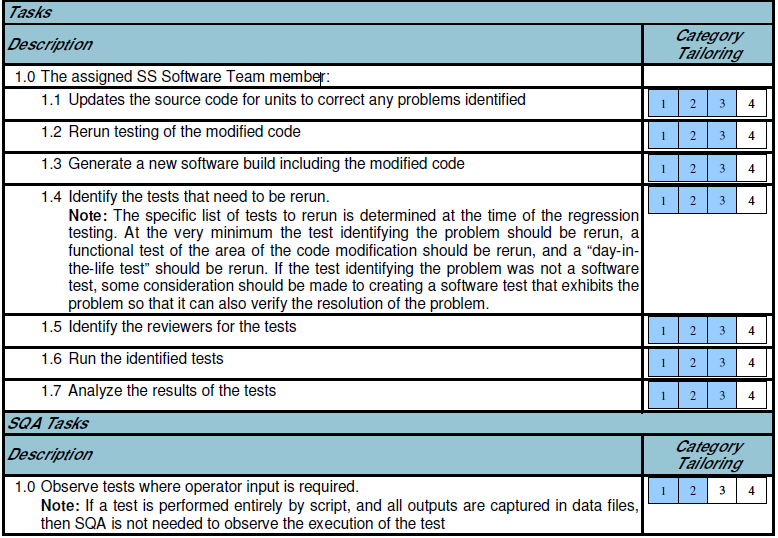 Tasks
Description
Category
Tailoring
1.0 The assigned SS Software Team member:
1.1 Updates the source code for units to correct any problems identified
1 2 3 4
1.2 Rerun testing of the modified code
1 2 3 4
1.3 Generate a new software build including the modified code
1 2 3 4
1.4 Identify the tests that need to be rerun.
1 2 3 4
Note: The specific list of tests to rerun is determined at the time of the regression
testing. At the very minimum the test identifying the problem should be rerun, a
functional test of the area of the code modification should be rerun, and a “day-in-
the-life test” should be rerun. If the test identifying the problem was not a software
test, some consideration should be made to creating a software test that exhibits the
problem so that it can also verify the resolution of the problem.
1.5 Identify the reviewers for the tests
1 2 3 4
1.6 Run the identified tests
1 2 3 4
1.7 Analyze the results of the tests
1 2 3 4
SQA Tasks
Description
Category
Tailoring
1.0 Observe tests where operator input is required.
1 2 3 4
Note: If a test is performed entirely by script, and all outputs are captured in data files,
then SQA is not needed to observe the execution of the test